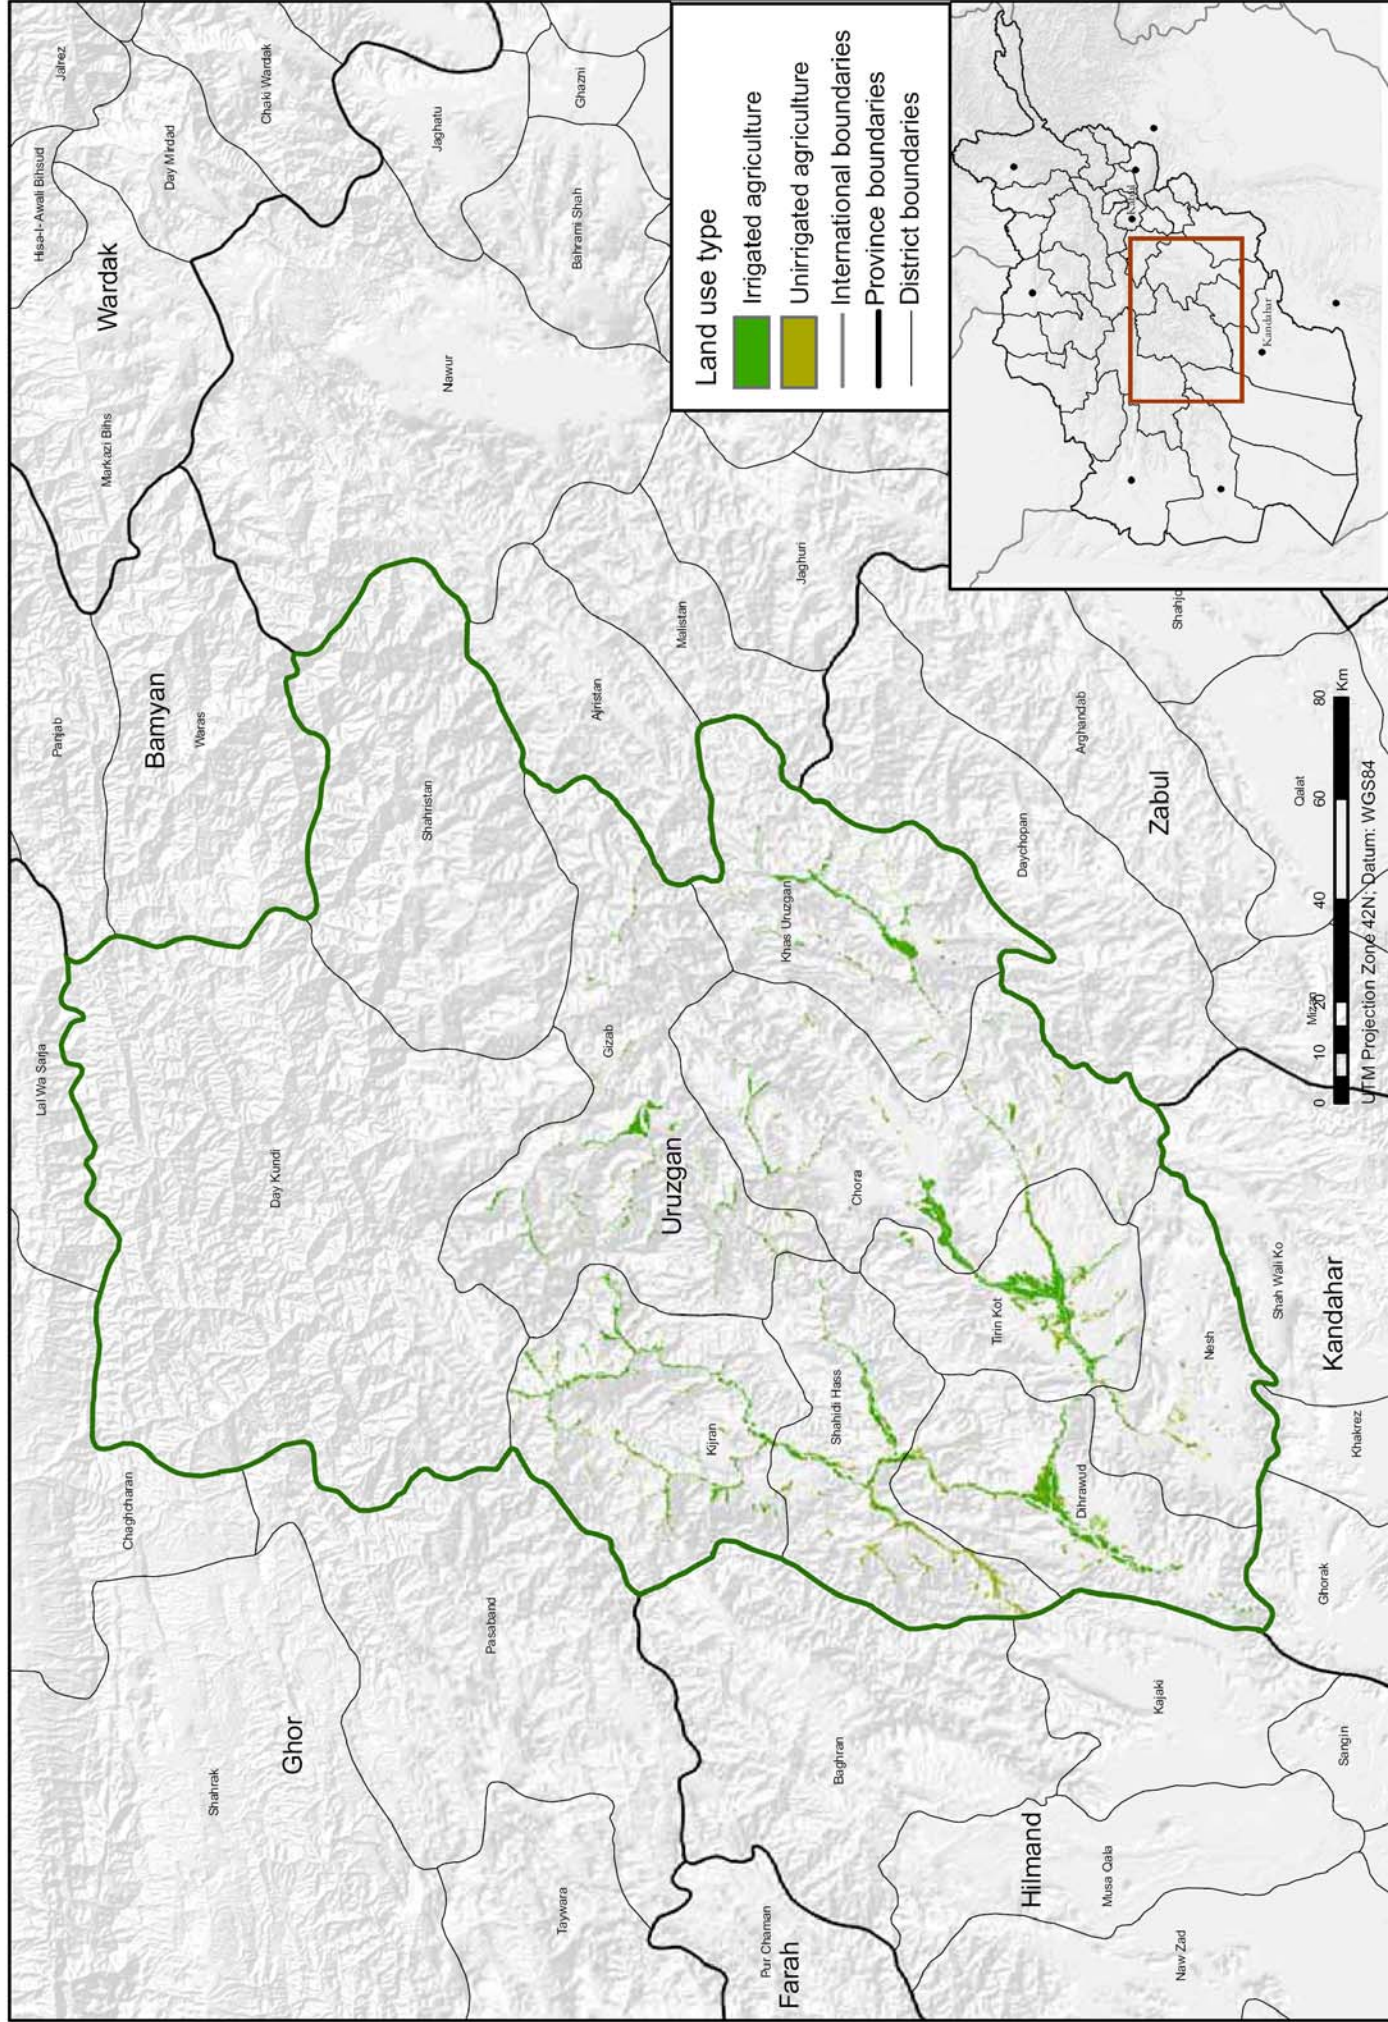 Hisa-I- Awali Bihsud
Lal Wa Sarja
Panjab
Jalrez
Markazi Bihs
Wardak
Chaghcharan
Bamyan
Day Mirdad
Waras
Shahrak
Chaki Wardak
Day Kundi
Ghor
Shahristan
Jaghatu
Nawur
Pasaband
Taywara
Bahrami Shah
Ghazni
Ajristan
Gizab
Uruzgan
Malistan
Kijran
Pur Chaman
Farah
Khas Uruzgan
Jaghuri
Shahidi Hass
Baghran
Chora
Tirin Kot
Daychopan
Hilmand
Dihrawud
Arghandab
Musa Qala
Kajaki
Zabul
Naw Zad
Nesh
Shahjo
Shah Wali Ko
Qalat
Mizan
Ghorak
Kandahar
Sangin
Khakrez
Land use type
Irrigated agriculture
Unirrigated agriculture
International boundaries
Province boundaries
District boundaries
Kabul
Kandahar
0 10 20 40 60 80
Km
UTM Projection Zone 42N; Datum: WGS84